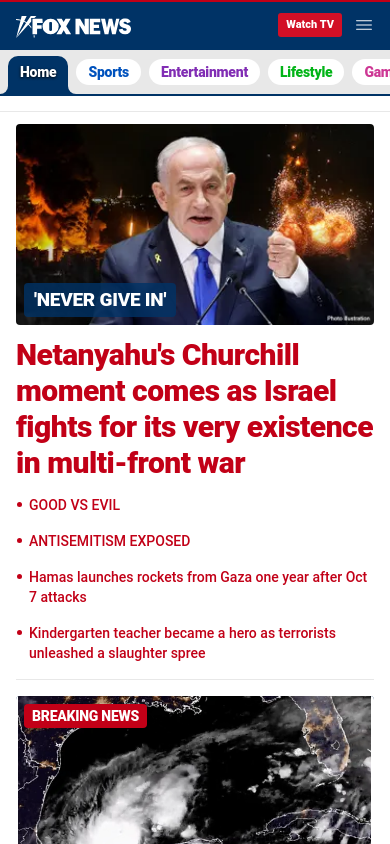 FOX NEWS
Watch TV
Home
Sports
Entertainment
Lifestyle
Gam
'NEVER GIVE IN'
Photo Illustration
Netanyahu's Churchill
moment comes as Israel
fights for its very existence
in multi-front war
• GOOD VS EVIL
• ANTISEMITISM EXPOSED
• Hamas launches rockets from Gaza one year after Oct
7 attacks
• Kindergarten teacher became a hero as terrorists
unleashed a slaughter spree
BREAKING NEWS